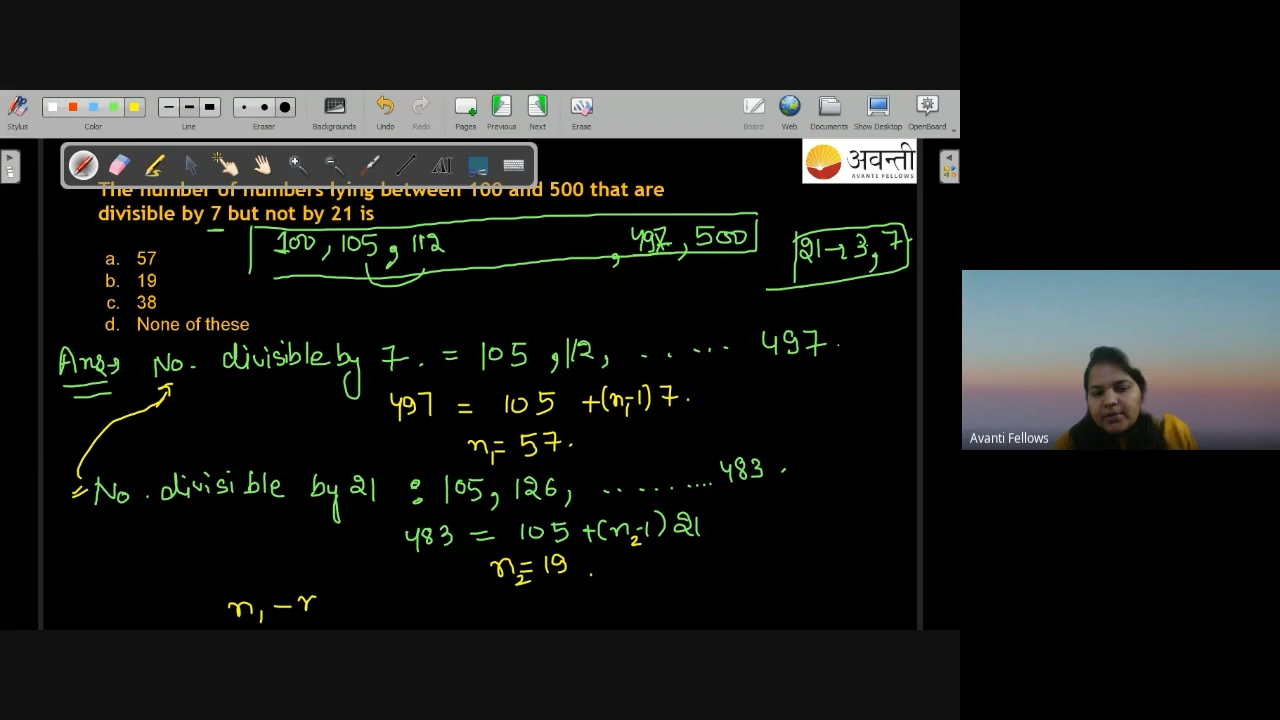 Stylus Color Line Eraser Backgrounds Undo Redo Pages Previous Next Erase Board Web Documents Show Desktop OpenBoard
अवन्ती
AVANTI FELLOWS
The number of numbers lying between 100 and 500 that are
divisible by 7 but not by 21 is
100, 105, 112 , 497, 500
21→3, 7
a. 57
b. 19
c. 38
d. None of these
Ans→ No. divisible by 7. = 105, 112, ...... 497.
497 = 105 + (n₁-1) 7.
n₁ = 57.
No. divisible by 21 : 105, 126, ......... 483.
483 = 105 + (n₂-1) 21
n₂ = 19.
n₁ - r
Avanti Fellows